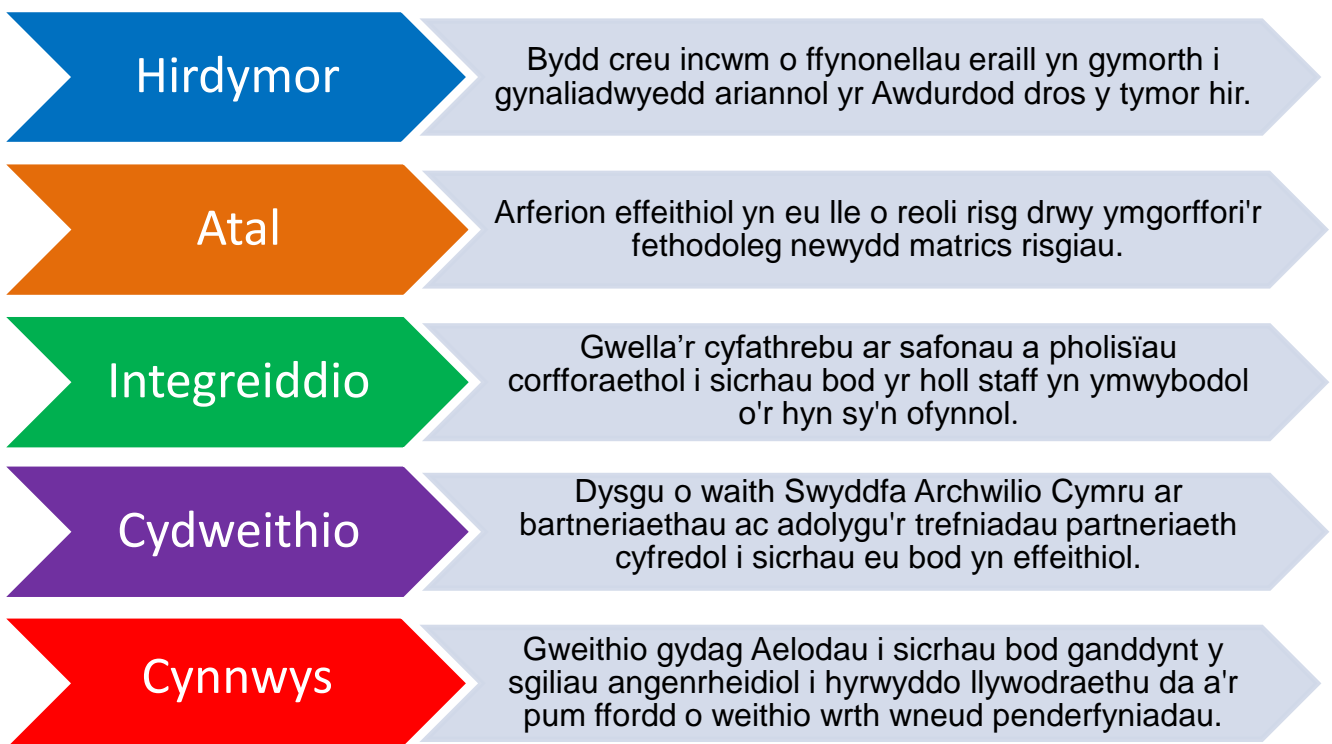 Hirdymor
Bydd creu incwm o ffynonellau eraill yn gymorth i
gynaliadwyedd ariannol yr Awdurdod dros y tymor hir.
Atal
Arferion effeithiol yn eu lle o reoli risg drwy ymgorffori'r
fethodoleg newydd matrics risgiau.
Integreiddio
Gwella’r cyfathrebu ar safonau a pholisïau
corfforaethol i sicrhau bod yr holl staff yn ymwybodol
o'r hyn sy'n ofynnol.
Cydweithio
Dysgu o waith Swyddfa Archwilio Cymru ar
bartneriaethau ac adolygu'r trefniadau partneriaeth
cyfredol i sicrhau eu bod yn effeithiol.
Cynnwys
Gweithio gydag Aelodau i sicrhau bod ganddynt y
sgiliau angenrheidiol i hyrwyddo llywodraethu da a'r
pum ffordd o weithio wrth wneud penderfyniadau.